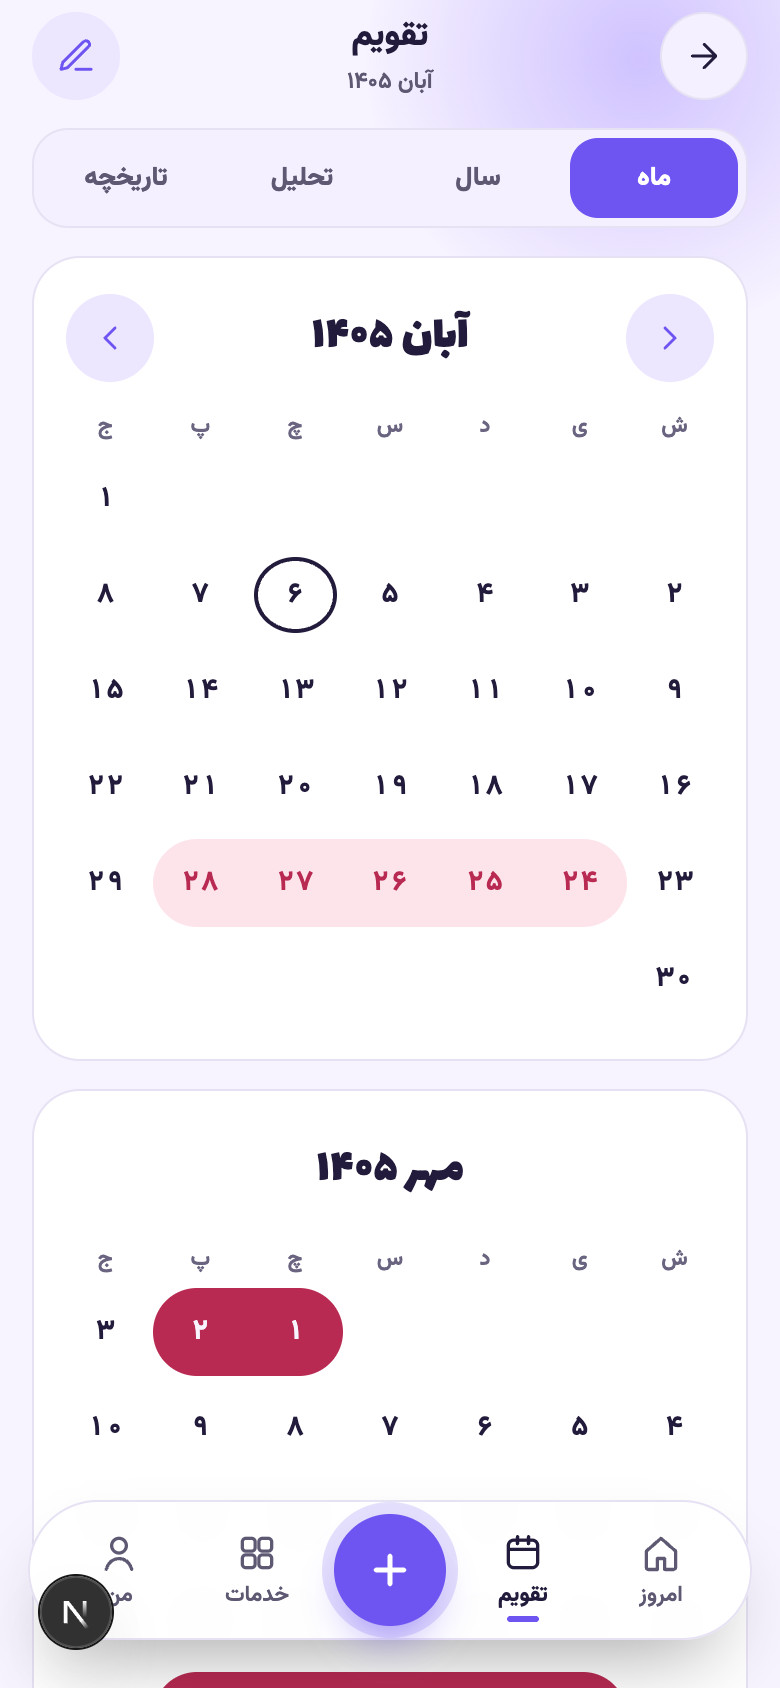 تقویم
آبان ۱۴۰۵
ماه سال تحلیل تاریخچه
آبان ۱۴۰۵
ش ی د س چ پ ج
۱
۲ ۳ ۴ ۵ ۶ ۷ ۸
۹ ۱۰ ۱۱ ۱۲ ۱۳ ۱۴ ۱۵
۱۶ ۱۷ ۱۸ ۱۹ ۲۰ ۲۱ ۲۲
۲۳ ۲۴ ۲۵ ۲۶ ۲۷ ۲۸ ۲۹
۳۰
مهر ۱۴۰۵
ش ی د س چ پ ج
۱ ۲ ۳
۴ ۵ ۶ ۷ ۸ ۹ ۱۰
امروز تقویم خدمات من
N